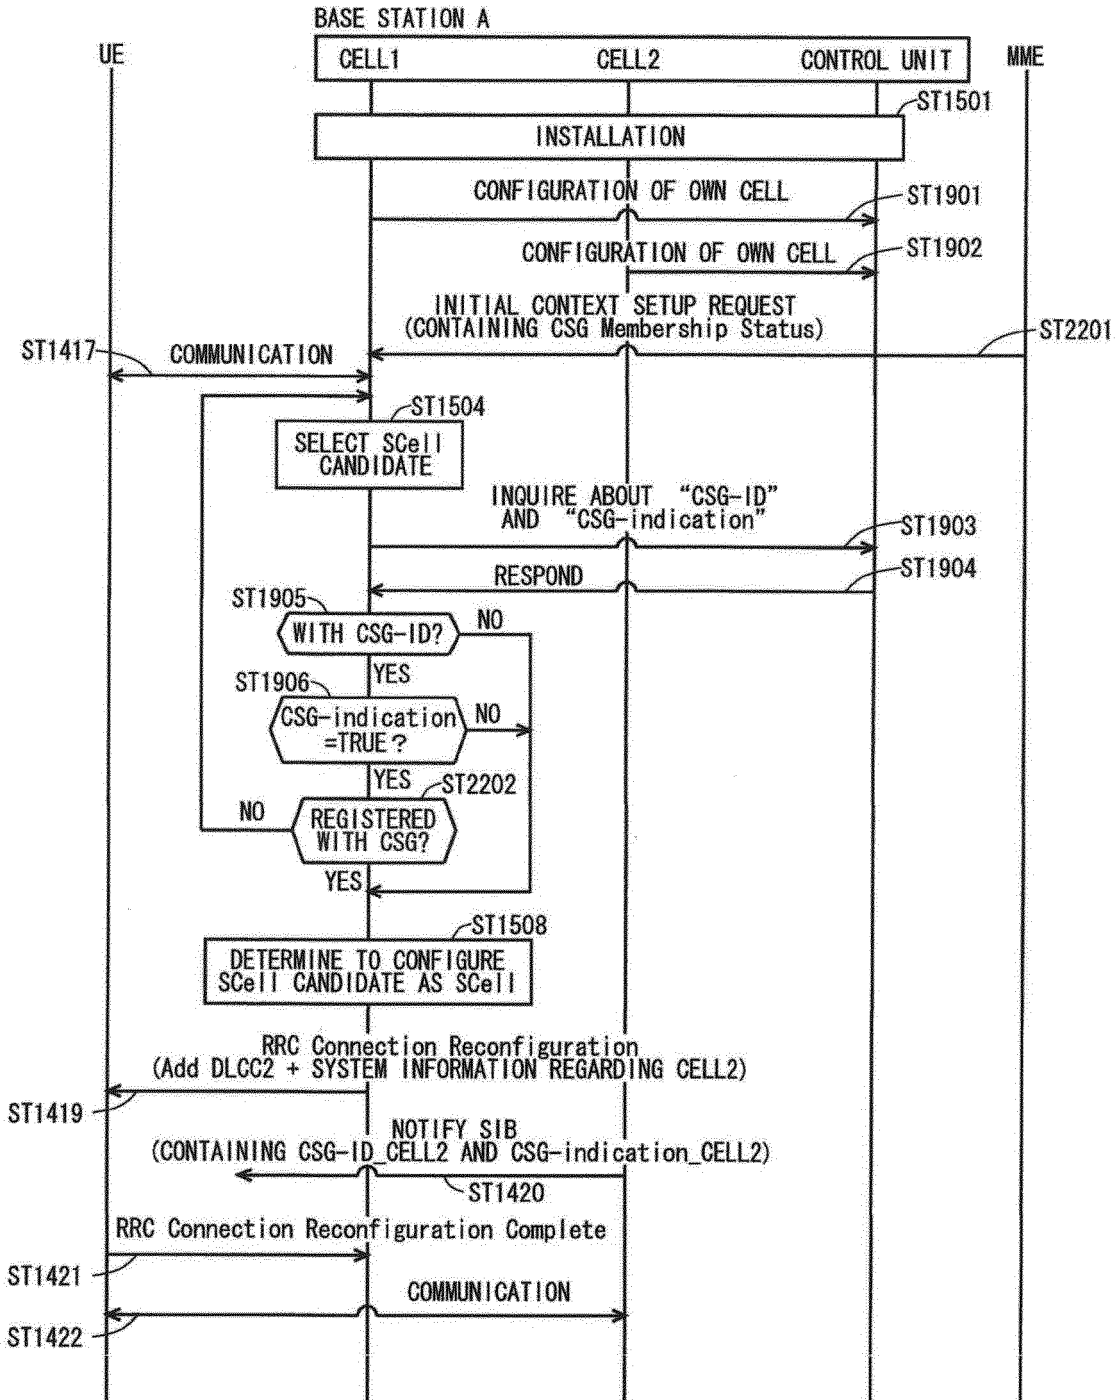 BASE STATION A
UE
CELL1
CELL2
CONTROL UNIT
MME
ST1501
INSTALLATION
CONFIGURATION OF OWN CELL
ST1901
CONFIGURATION OF OWN CELL
ST1902
INITIAL CONTEXT SETUP REQUEST
(CONTAINING CSG Membership Status)
ST2201
ST1417
COMMUNICATION
ST1504
SELECT SCell
CANDIDATE
INQUIRE ABOUT “CSG-ID”
AND “CSG-indication”
ST1903
RESPOND
ST1904
ST1905
WITH CSG-ID?
NO
YES
ST1906
CSG-indication
=TRUE?
NO
YES
ST2202
NO
REGISTERED
WITH CSG?
YES
ST1508
DETERMINE TO CONFIGURE
SCell CANDIDATE AS SCell
RRC Connection Reconfiguration
(Add DLCC2 + SYSTEM INFORMATION REGARDING CELL2)
ST1419
NOTIFY SIB
(CONTAINING CSG-ID_CELL2 AND CSG-indication_CELL2)
ST1420
RRC Connection Reconfiguration Complete
ST1421
COMMUNICATION
ST1422